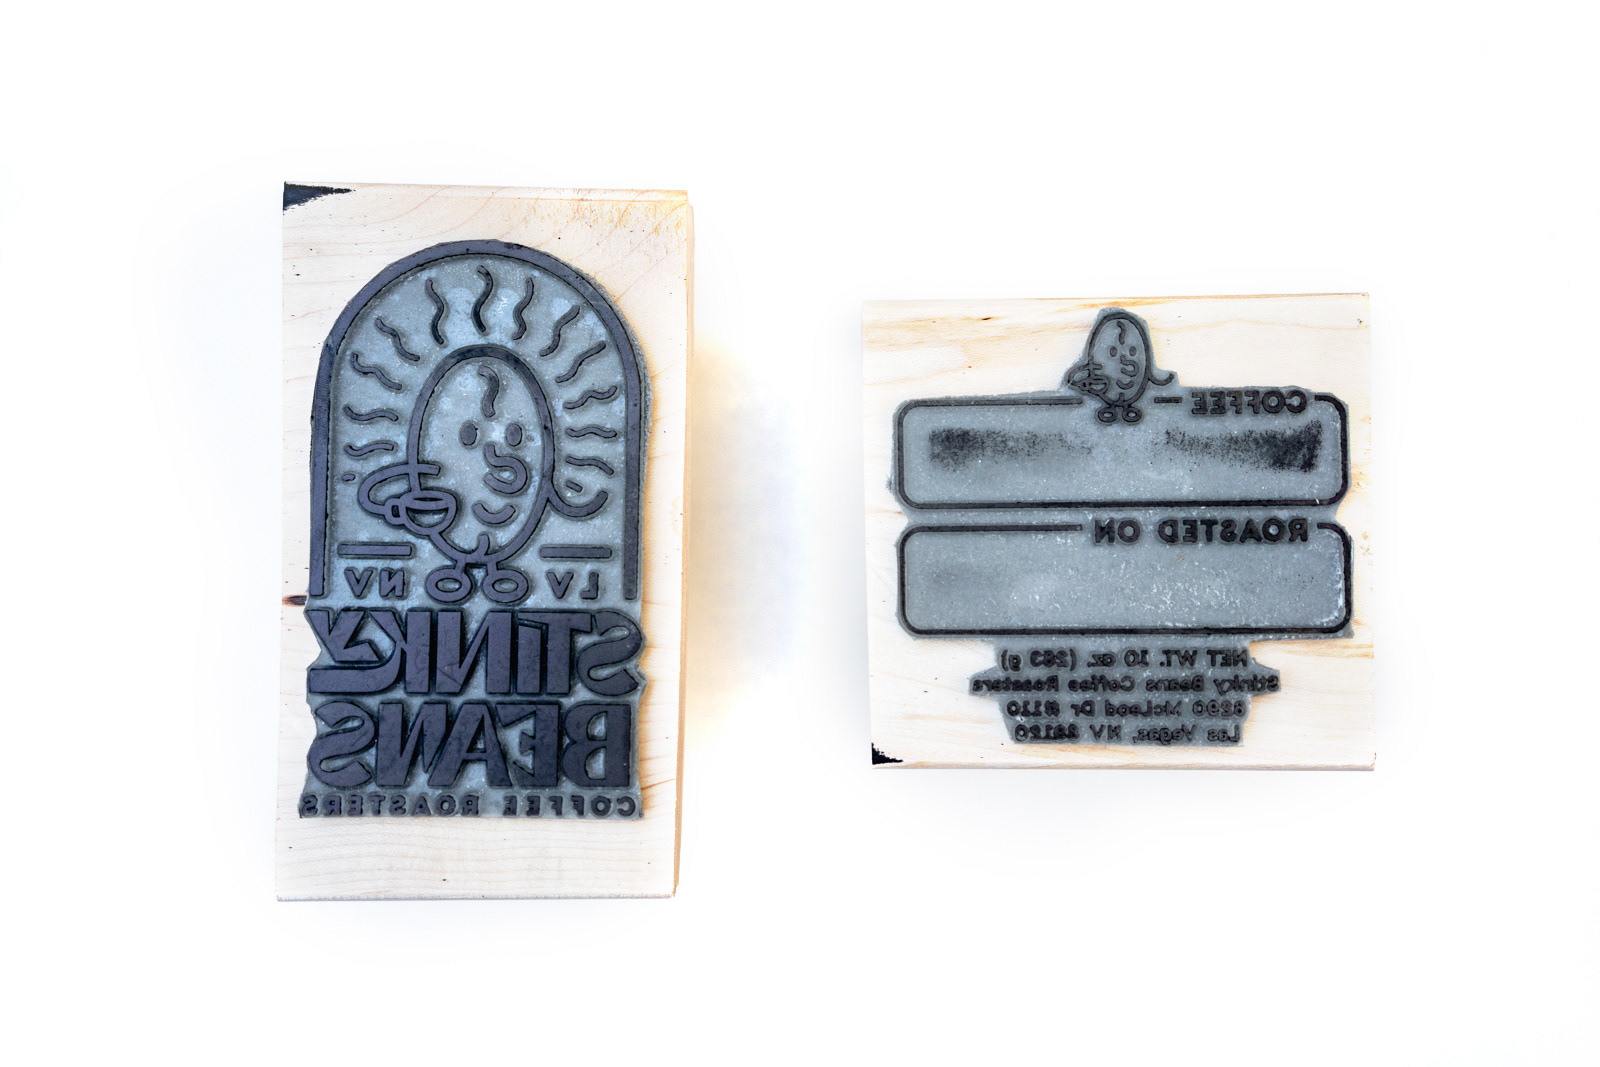 LV NV
STINKY
BEANS
COFFEE ROASTERS
COFFEE
ROASTED ON
NET WT. 10 oz. (283 g)
Stinky Beans Coffee Roasters
6290 McLeod Dr #110
Las Vegas, NV 89120